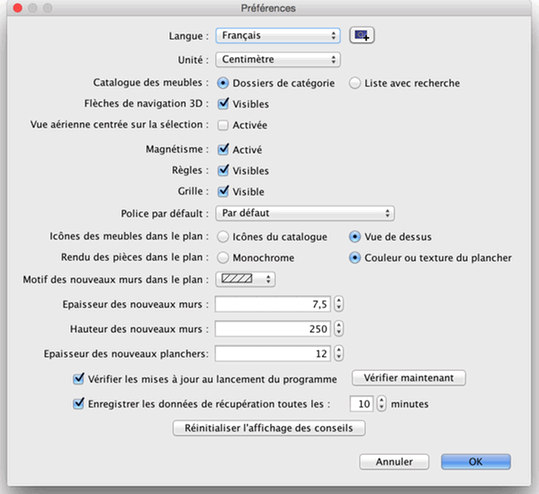 Préférences
Langue : Français
Unité : Centimètre
Catalogue des meubles : Dossiers de catégorie Liste avec recherche
Flèches de navigation 3D : Visibles
Vue aérienne centrée sur la sélection : Activée
Magnétisme : Activé
Règles : Visibles
Grille : Visible
Police par défault : Par défaut
Icônes des meubles dans le plan : Icônes du catalogue Vue de dessus
Rendu des pièces dans le plan : Monochrome Couleur ou texture du plancher
Motif des nouveaux murs dans le plan :
Epaisseur des nouveaux murs : 7,5
Hauteur des nouveaux murs : 250
Epaisseur des nouveaux planchers: 12
Vérifier les mises à jour au lancement du programme Vérifier maintenant
Enregistrer les données de récupération toutes les : 10 minutes
Réinitialiser l'affichage des conseils
Annuler OK